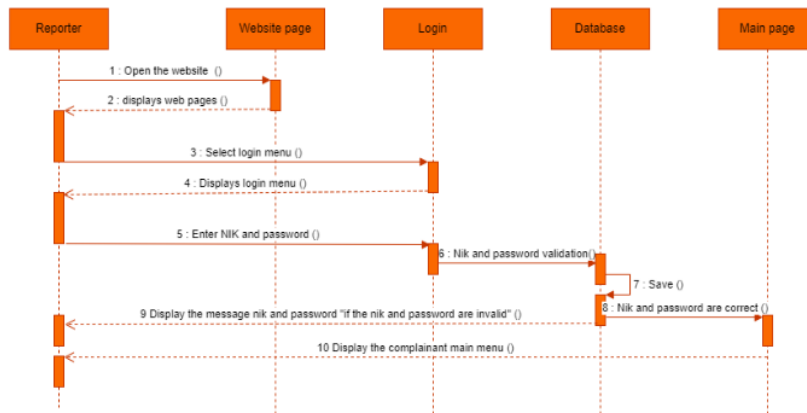 Reporter
Website page
Login
Database
Main page
1 : Open the website ()
2 : displays web pages ()
3 : Select login menu ()
4 : Displays login menu ()
5 : Enter NIK and password ()
6 : Nik and password validation()
7 : Save ()
8 : Nik and password are correct ()
9 Display the message nik and password "if the nik and password are invalid" ()
10 Display the complainant main menu ()